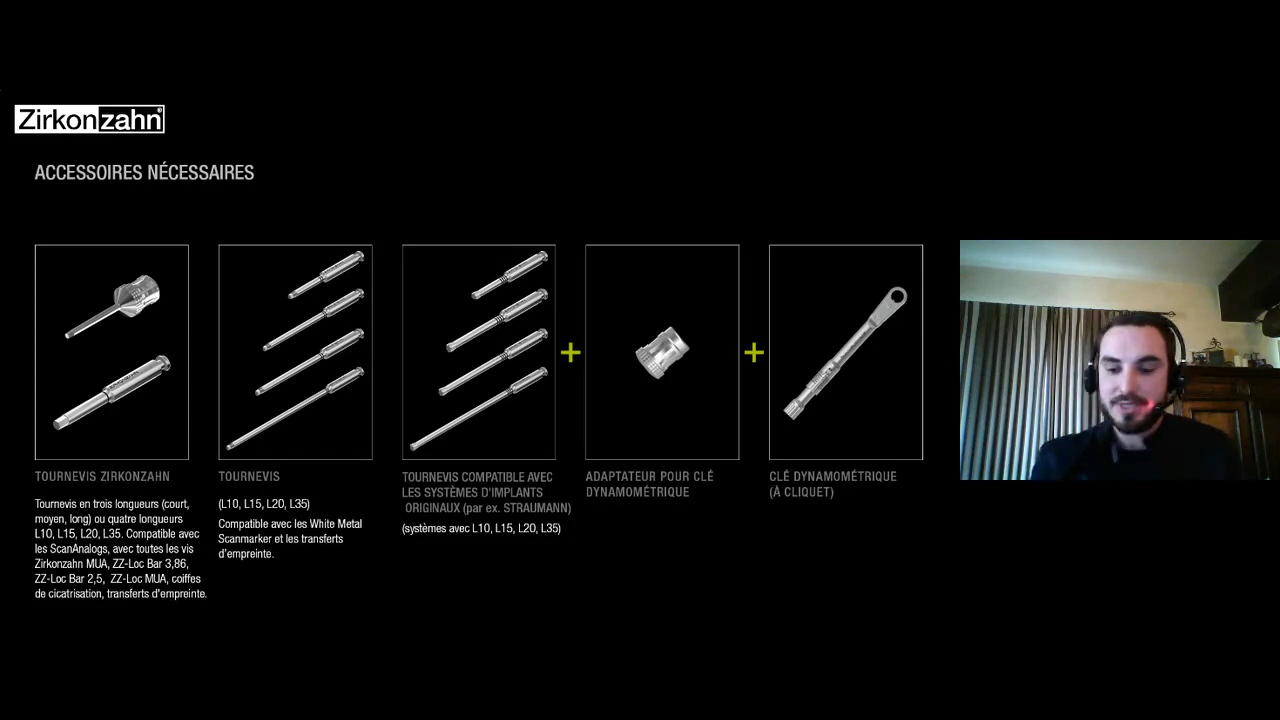 Zirkonzahn®
ACCESSOIRES NÉCESSAIRES
TOURNEVIS ZIRKONZAHN
Tournevis en trois longueurs (court,
moyen, long) ou quatre longueurs
L10, L15, L20, L35. Compatible avec
les ScanAnalogs, avec toutes les vis
Zirkonzahn MUA, ZZ-Loc Bar 3,86,
ZZ-Loc Bar 2,5, ZZ-Loc MUA, coiffes
de cicatrisation, transferts d'empreinte.
TOURNEVIS
(L10, L15, L20, L35)
Compatible avec les White Metal
Scanmarker et les transferts
d'empreinte.
TOURNEVIS COMPATIBLE AVEC
LES SYSTÈMES D'IMPLANTS
ORIGINAUX (par ex. STRAUMANN)
(systèmes avec L10, L15, L20, L35)
+
ADAPTATEUR POUR CLÉ
DYNAMOMÉTRIQUE
+
CLÉ DYNAMOMÉTRIQUE
(À CLIQUET)